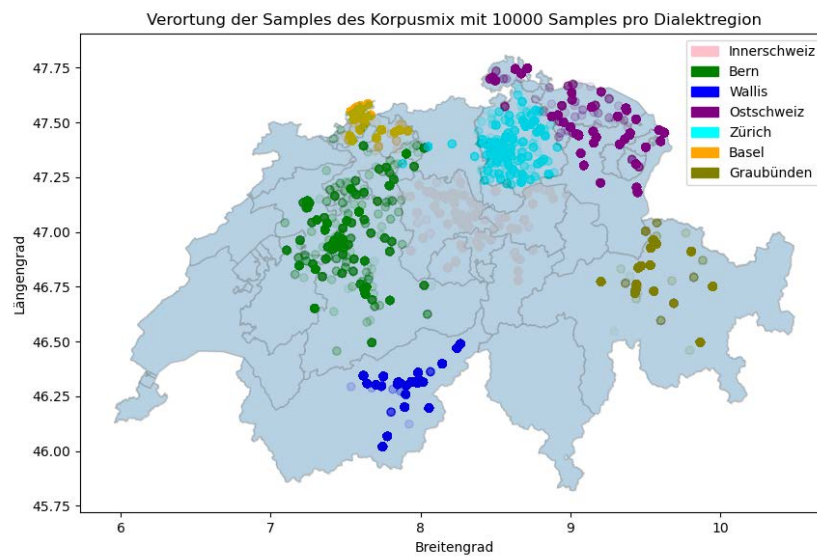 Verortung der Samples des Korpusmix mit 10000 Samples pro Dialektregion
47.75
47.50
47.25
47.00
46.75
46.50
46.25
46.00
45.75
Längengrad
Innerschweiz
Bern
Wallis
Ostschweiz
Zürich
Basel
Graubünden
6
7
8
9
10
Breitengrad